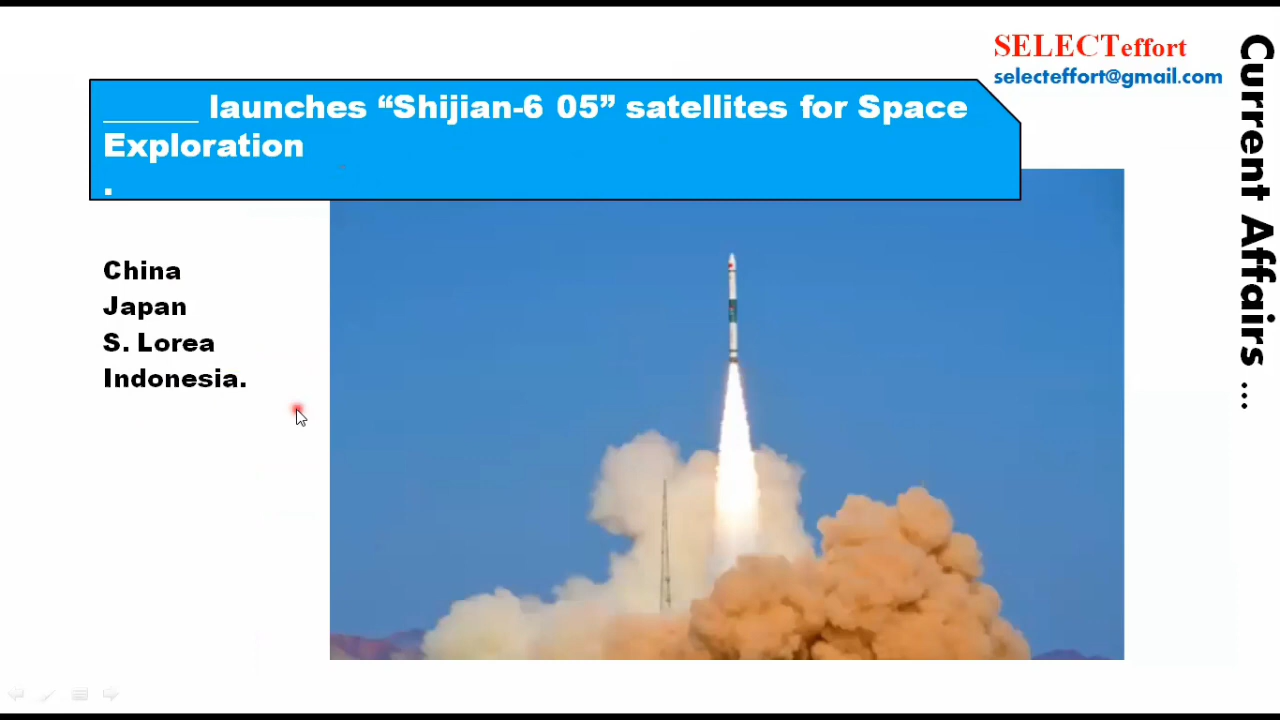 SELECTeffort
selecteffort@gmail.com
______ launches “Shijian-6 05” satellites for Space
Exploration
.
China
Japan
S. Lorea
Indonesia.
Current Affairs ...